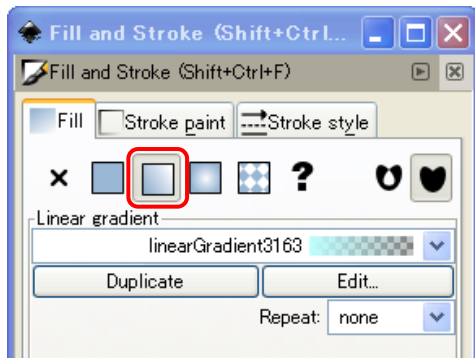 Fill and Stroke (Shift+Ctrl...
Fill and Stroke (Shift+Ctrl+F)
Fill Stroke paint Stroke style
?
Linear gradient
linearGradient3163
Duplicate Edit...
Repeat: none